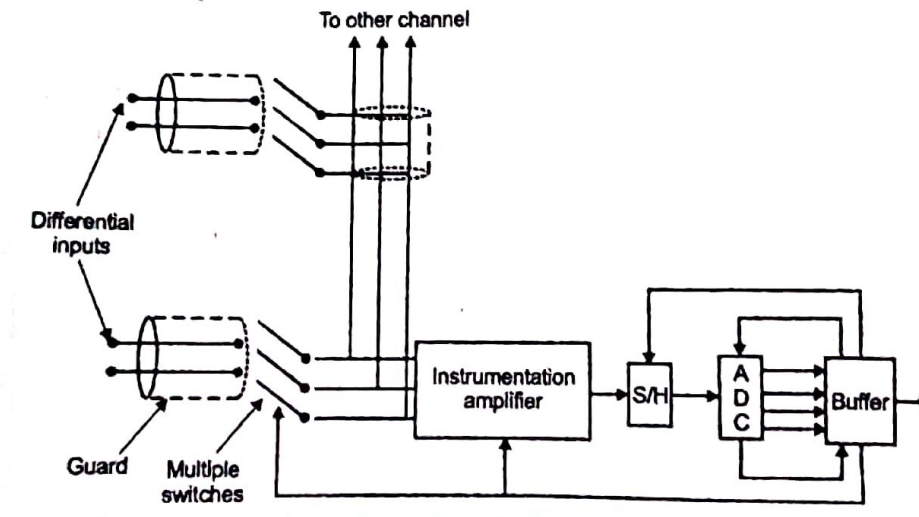 To other channel
Differential
inputs
Instrumentation
amplifier
S/H
A
D
C
Buffer
Guard
Multiple
switches